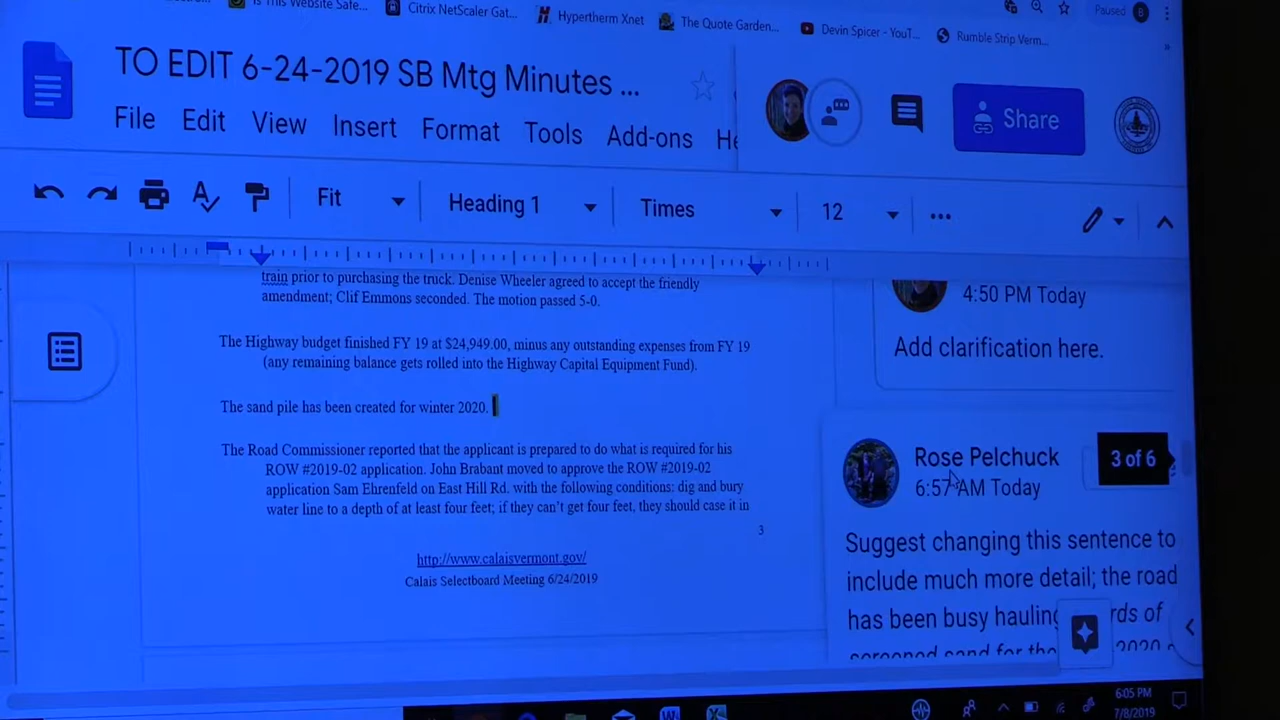 Is This Website Safe...
Citrix NetScaler Gat...
Hypertherm Xnet
The Quote Garden...
Devin Spicer - YouT...
Rumble Strip Verm...
Paused
B
»
TO EDIT 6-24-2019 SB Mtg Minutes ...
File Edit View Insert Format Tools Add-ons He
Share
Fit
Heading 1
Times
12
train prior to purchasing the truck. Denise Wheeler agreed to accept the friendly
amendment; Clif Emmons seconded. The motion passed 5-0.
The Highway budget finished FY 19 at $24,949.00, minus any outstanding expenses from FY 19
(any remaining balance gets rolled into the Highway Capital Equipment Fund).
The sand pile has been created for winter 2020.
The Road Commissioner reported that the applicant is prepared to do what is required for his
ROW #2019-02 application. John Brabant moved to approve the ROW #2019-02
application Sam Ehrenfeld on East Hill Rd. with the following conditions: dig and bury
water line to a depth of at least four feet; if they can't get four feet, they should case it in
3
http://www.calaisvermont.gov/
Calais Selectboard Meeting 6/24/2019
4:50 PM Today
Add clarification here.
Rose Pelchuck
6:57 AM Today
3 of 6
Suggest changing this sentence to
include much more detail; the road
has been busy hauling rds of
screened sand for the 2020
6:05 PM
7/8/2019